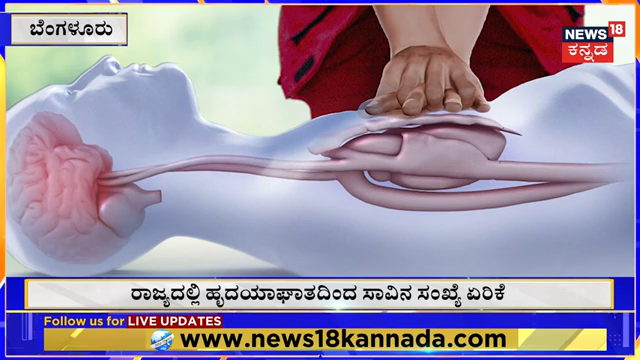 ಬೆಂಗಳೂರು
NEWS18
ಕನ್ನಡ
ರಾಜ್ಯದಲ್ಲಿ ಹೃದಯಾಘಾತದಿಂದ ಸಾವಿನ ಸಂಖ್ಯೆ ಏರಿಕೆ
Follow us for LIVE UPDATES
www.news18kannada.com